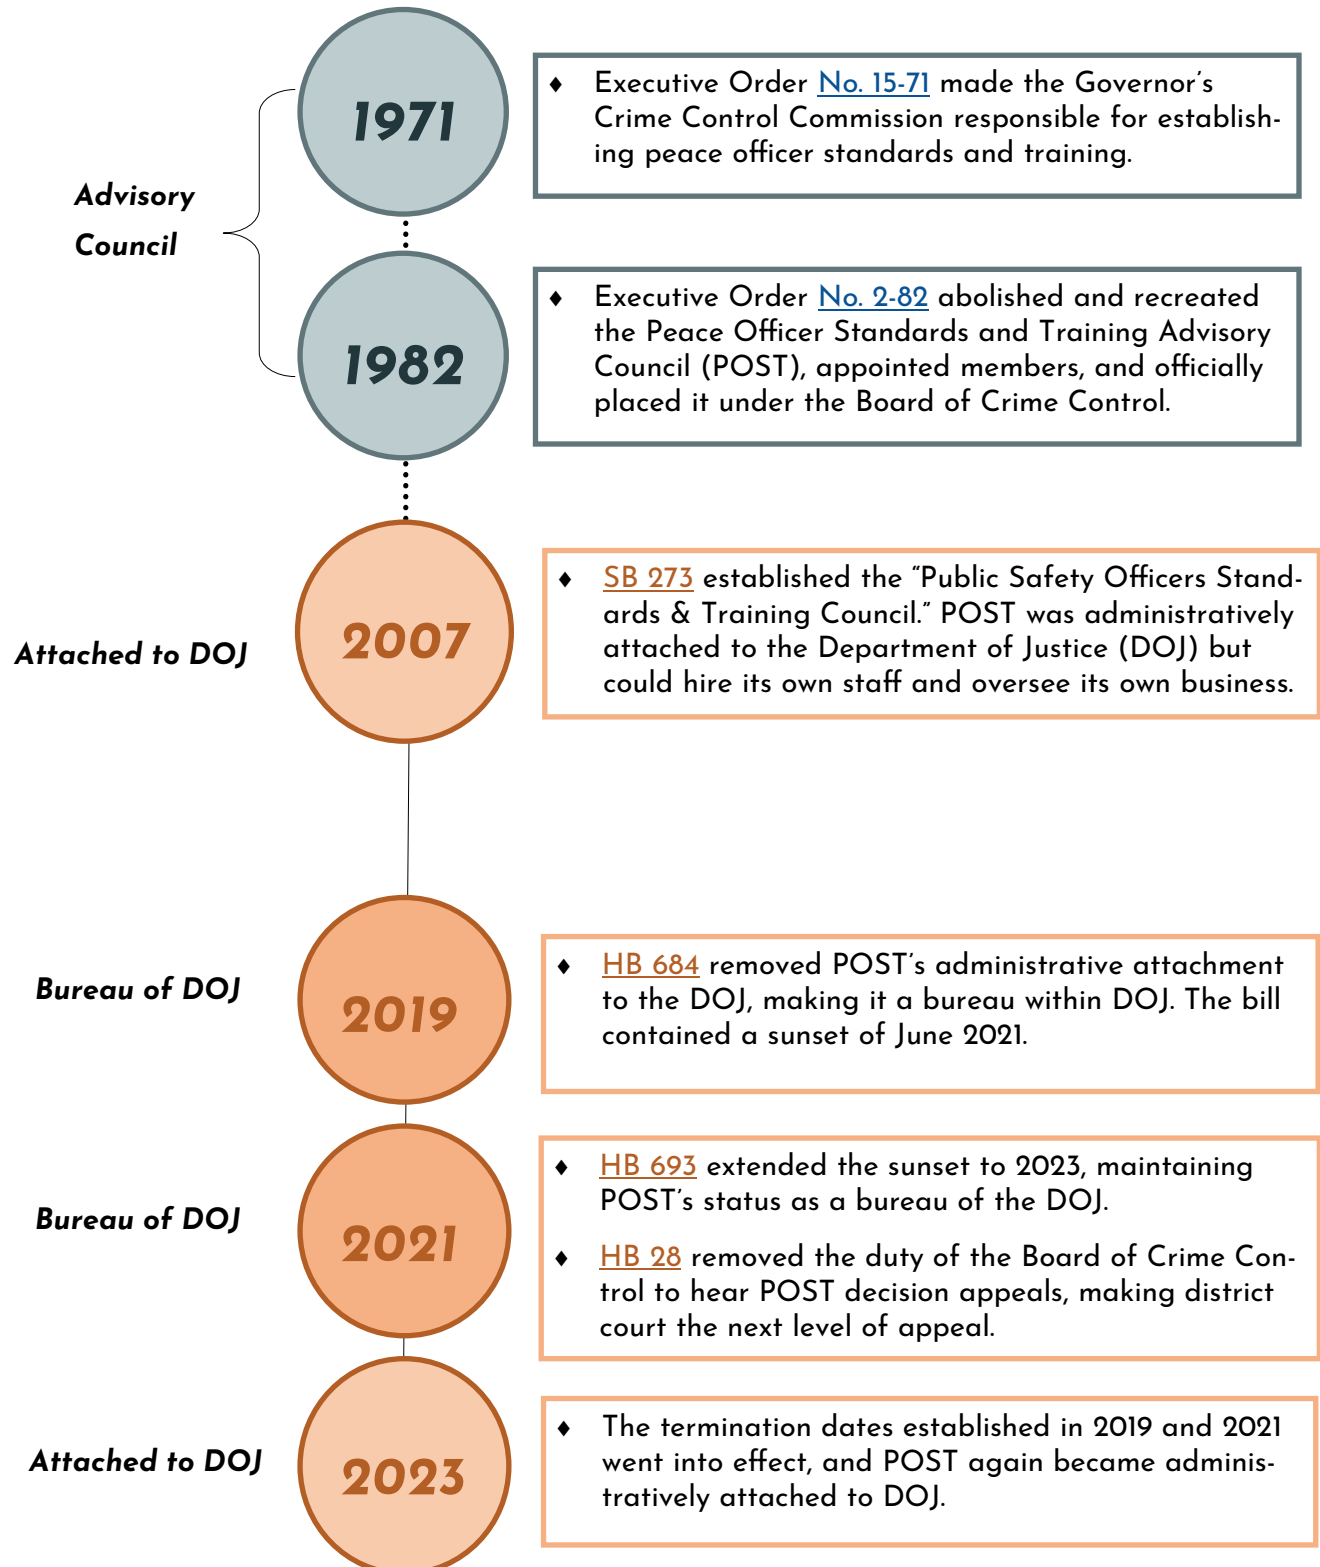 1971
♦ Executive Order No. 15-71 made the Governor's
Crime Control Commission responsible for establish-
ing peace officer standards and training.
Advisory
Council
1982
♦ Executive Order No. 2-82 abolished and recreated
the Peace Officer Standards and Training Advisory
Council (POST), appointed members, and officially
placed it under the Board of Crime Control.
Attached to DOJ
2007
♦ SB 273 established the “Public Safety Officers Stand-
ards & Training Council.” POST was administratively
attached to the Department of Justice (DOJ) but
could hire its own staff and oversee its own business.
Bureau of DOJ
2019
♦ HB 684 removed POST's administrative attachment
to the DOJ, making it a bureau within DOJ. The bill
contained a sunset of June 2021.
Bureau of DOJ
2021
♦ HB 693 extended the sunset to 2023, maintaining
POST's status as a bureau of the DOJ.
♦ HB 28 removed the duty of the Board of Crime Con-
trol to hear POST decision appeals, making district
court the next level of appeal.
Attached to DOJ
2023
♦ The termination dates established in 2019 and 2021
went into effect, and POST again became adminis-
tratively attached to DOJ.